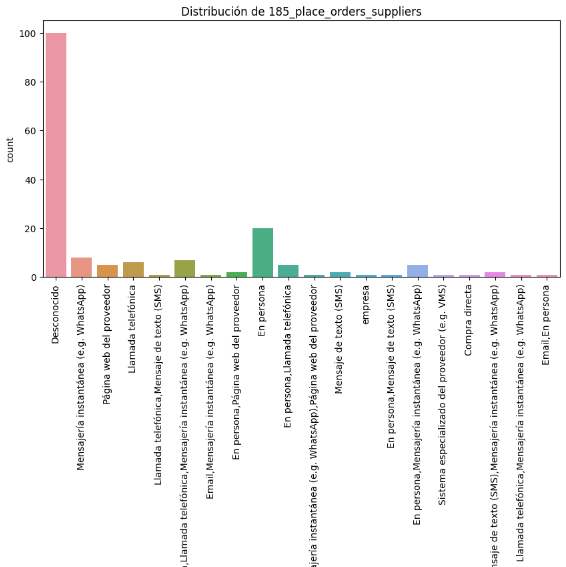 Distribución de 185_place_orders_suppliers
count
100
80
60
40
20
0
Desconocido
Mensajería instantánea (e.g. WhatsApp)
Página web del proveedor
Llamada telefónica
Llamada telefónica,Mensaje de texto (SMS)
,Llamada telefónica,Mensajería instantánea (e.g. WhatsApp)
Email,Mensajería instantánea (e.g. WhatsApp)
En persona,Página web del proveedor
En persona
En persona,Llamada telefónica
ajería instantánea (e.g. WhatsApp),Página web del proveedor
Mensaje de texto (SMS)
empresa
En persona,Mensaje de texto (SMS)
En persona,Mensajería instantánea (e.g. WhatsApp)
Sistema especializado del proveedor (e.g. VMS)
Compra directa
nsaje de texto (SMS),Mensajería instantánea (e.g. WhatsApp)
Llamada telefónica,Mensajería instantánea (e.g. WhatsApp)
Email,En persona